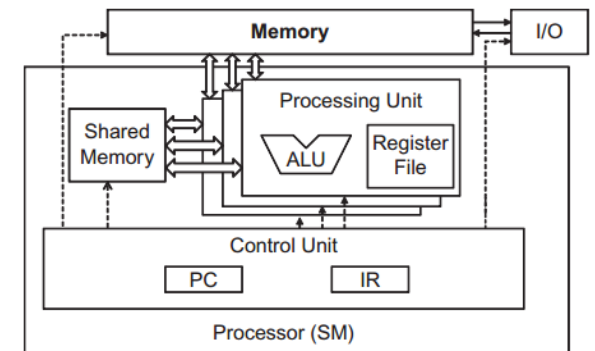 Memory
I/O
Processing Unit
Shared
Memory
ALU
Register
File
Control Unit
PC
IR
Processor (SM)